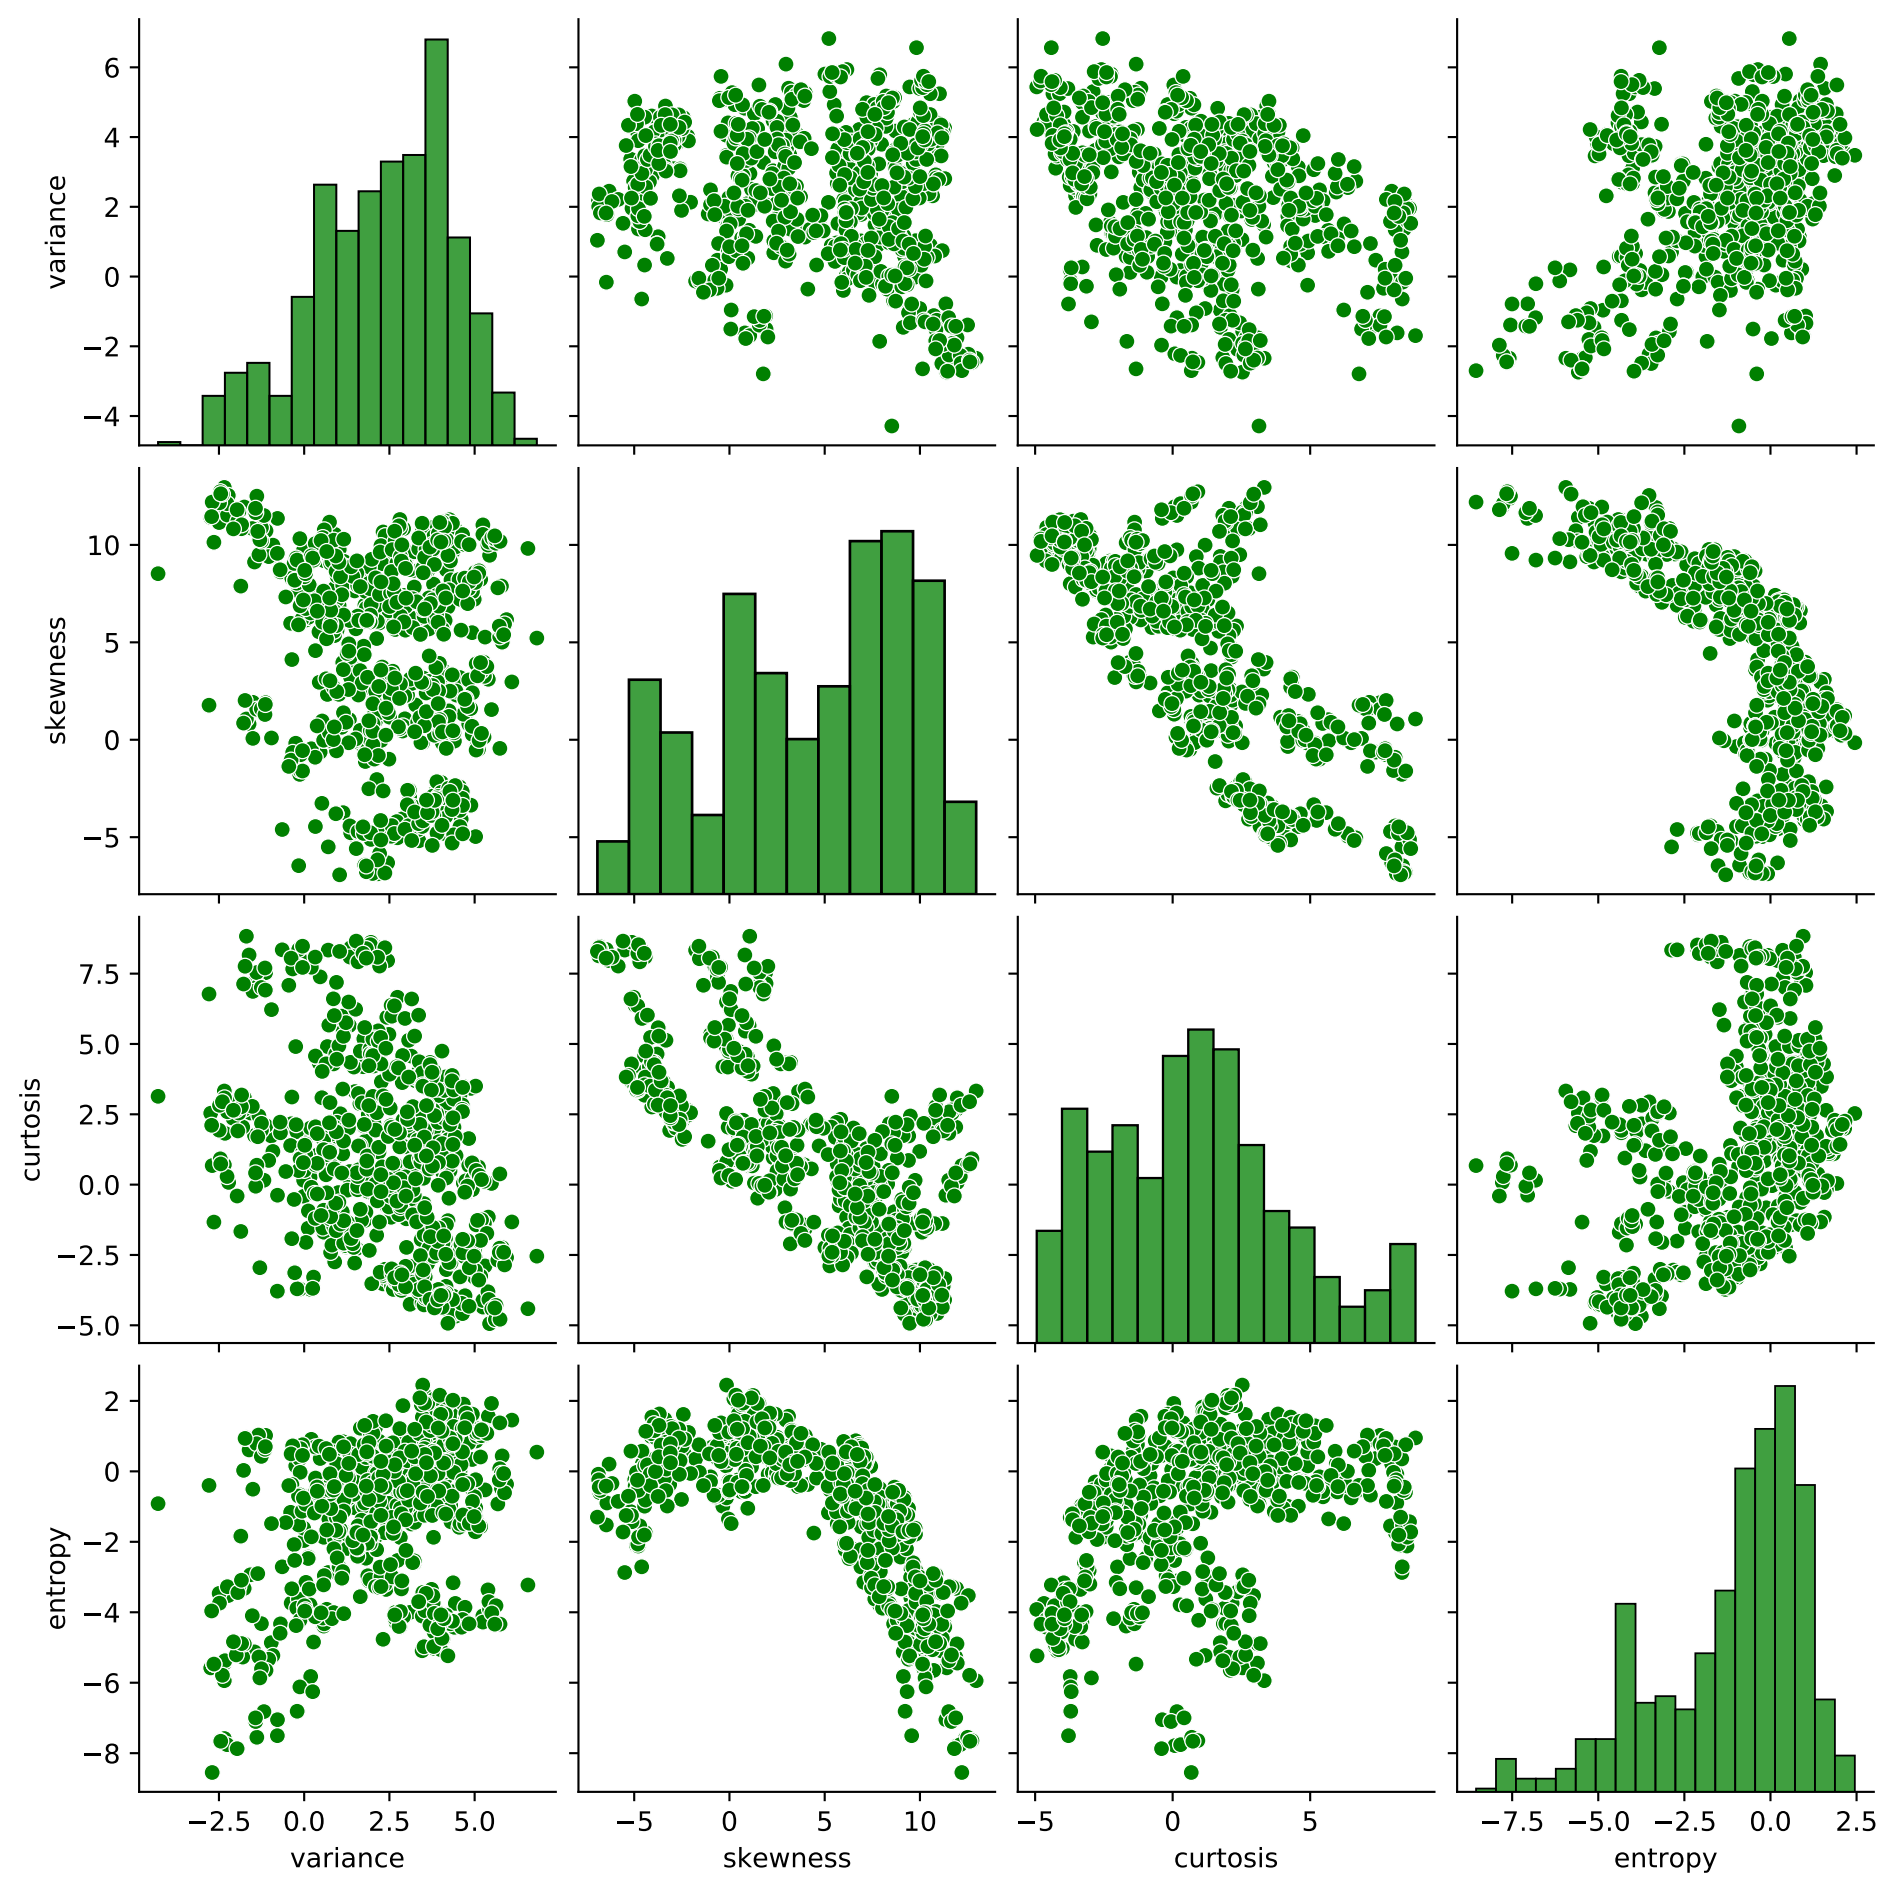 variance
6
4
2
0
−2
−4
skewness
10
5
0
−5
curtosis
7.5
5.0
2.5
0.0
−2.5
−5.0
entropy
2
0
−2
−4
−6
−8
−2.5 0.0 2.5 5.0
−5 0 5 10
−5 0 5
−7.5 −5.0 −2.5 0.0 2.5
variance skewness curtosis entropy